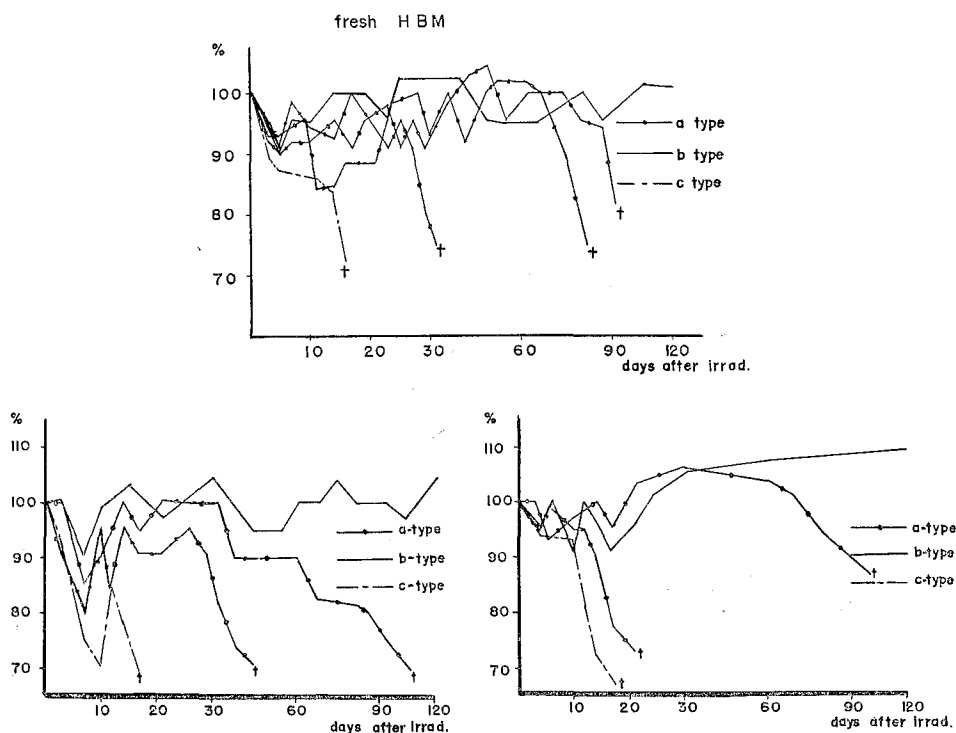 fresh HBM
%
100
90
80
70
a type
b type
c type
†
†
†
†
10 20 30 60 90 120
days after irrad.
%
110
100
90
80
70
a-type
b-type
c-type
†
†
†
10 20 30 60 90 120
days after irrad.
%
110
100
90
80
70
a-type
b-type
c-type
†
†
†
10 20 30 60 90 120
days after irrad.